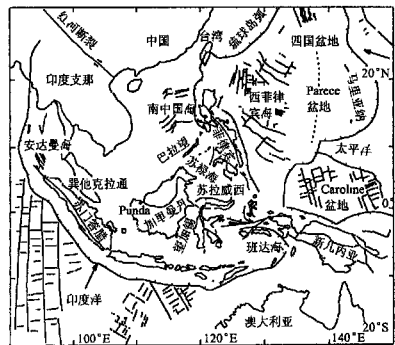 红河断裂
中国
台湾
琉球岛弧
四国盆地
20°N
印度支那
南中国海
西菲律
宾海
Parece
盆地
马里亚纳
安达曼海
巴拉望
苏禄海
菲律宾
太平洋
巽他克拉通
苏拉威西
Caroline
盆地
0°
苏门答腊
Punda
加里曼丹
班达海
新几内亚
印度洋
澳大利亚
20°S
100°E
120°E
140°E